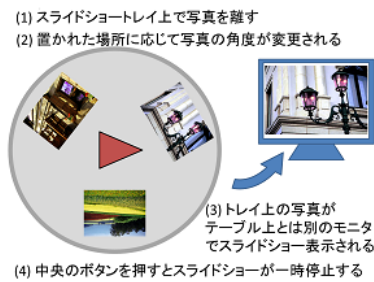 (1) スライドショートレイ上で写真を離す
(2) 置かれた場所に応じて写真の角度が変更される
(3) トレイ上の写真が
テーブル上とは別のモニタ
でスライドショー表示される
(4) 中央のボタンを押すとスライドショーが一時停止する